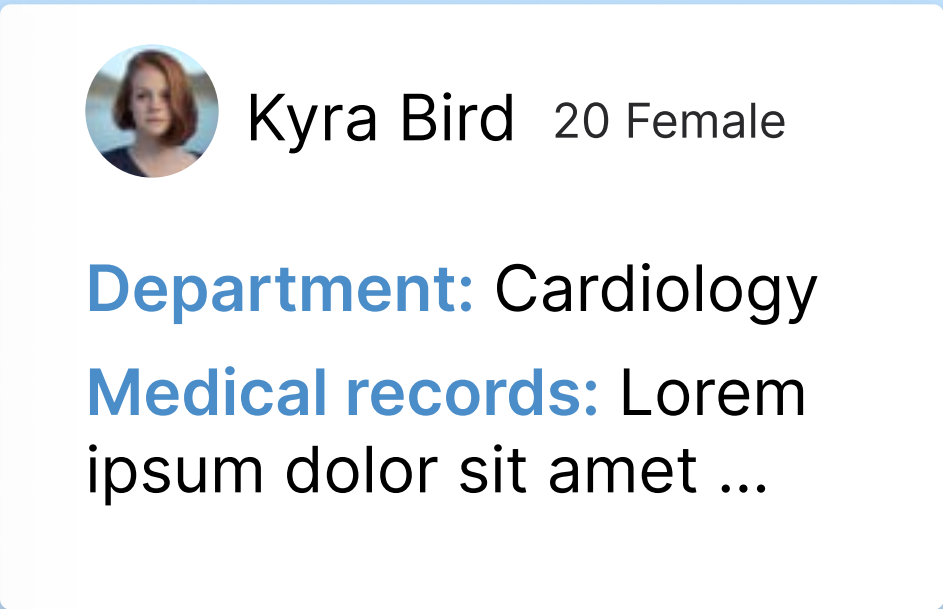 Kyra Bird 20 Female
Department: Cardiology
Medical records: Lorem
ipsum dolor sit amet ...